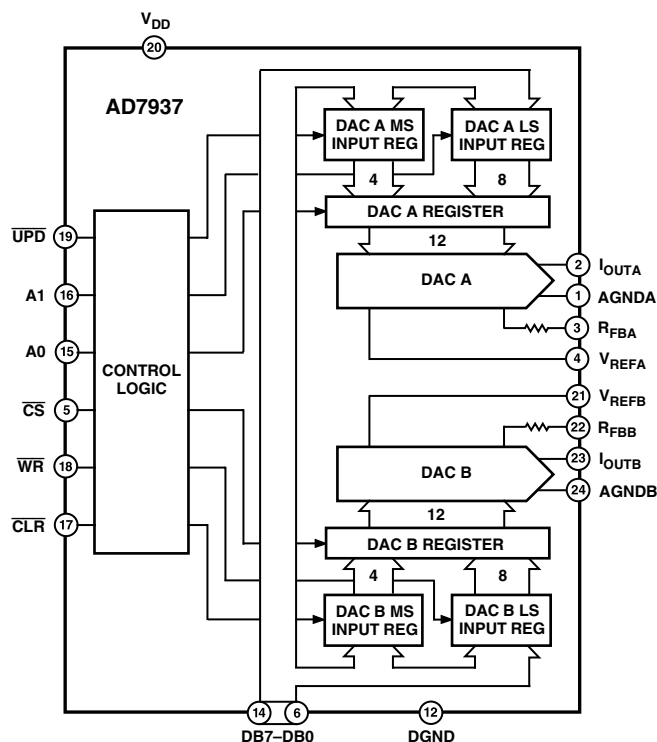 VDD
20
AD7937
DAC A MS
INPUT REG
DAC A LS
INPUT REG
4
8
DAC A REGISTER
12
DAC A
2
IOUTA
1
AGNDA
3
RFBA
4
VREFA
UPD
19
A1
16
A0
15
CS
5
WR
18
CLR
17
CONTROL
LOGIC
21
VREFB
22
RFBB
23
IOUTB
24
AGNDB
DAC B
12
DAC B REGISTER
4
8
DAC B MS
INPUT REG
DAC B LS
INPUT REG
14
6
12
DB7–DB0
DGND